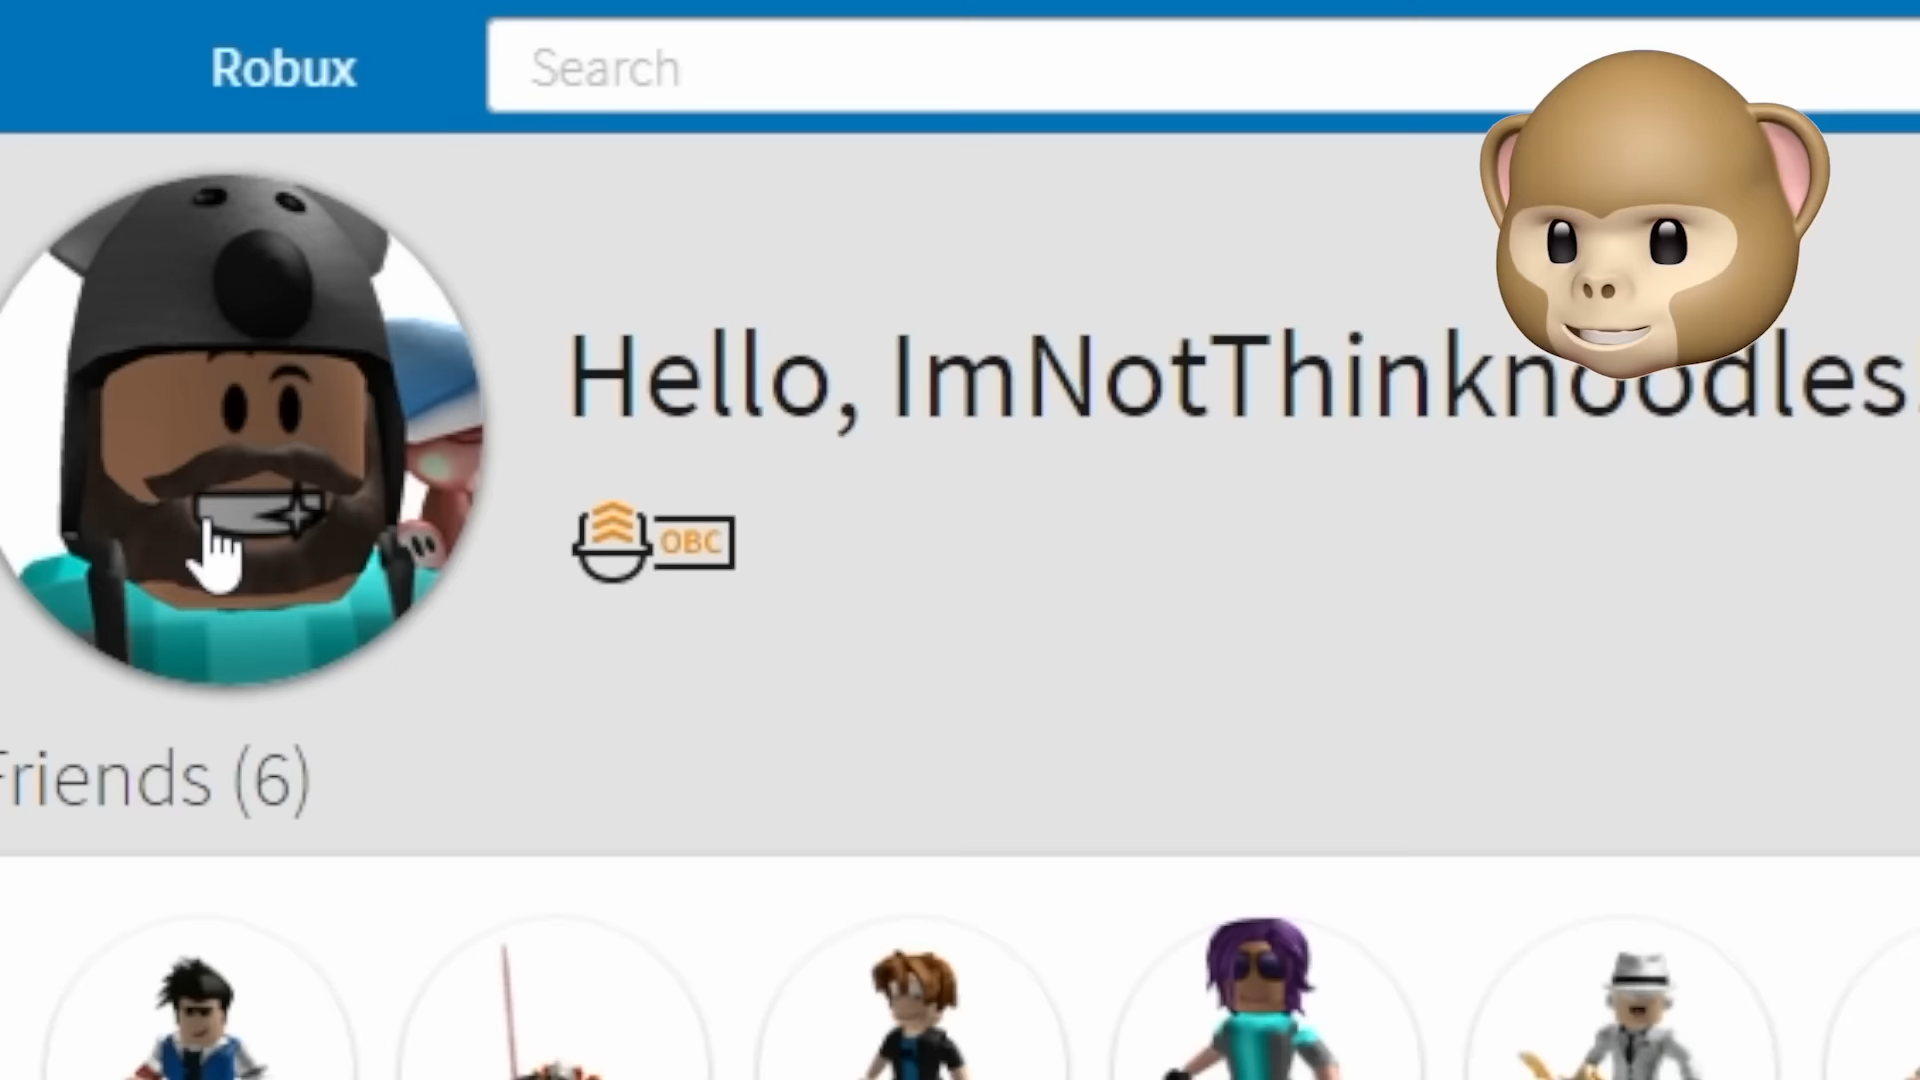 Robux
Search
Hello, ImNotThinknoodles!
OBC
Friends (6)